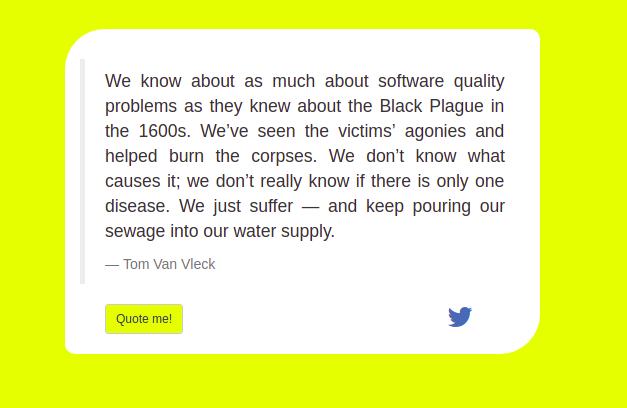 We know about as much about software quality
problems as they knew about the Black Plague in
the 1600s. We’ve seen the victims’ agonies and
helped burn the corpses. We don’t know what
causes it; we don’t really know if there is only one
disease. We just suffer — and keep pouring our
sewage into our water supply.
— Tom Van Vleck
Quote me!